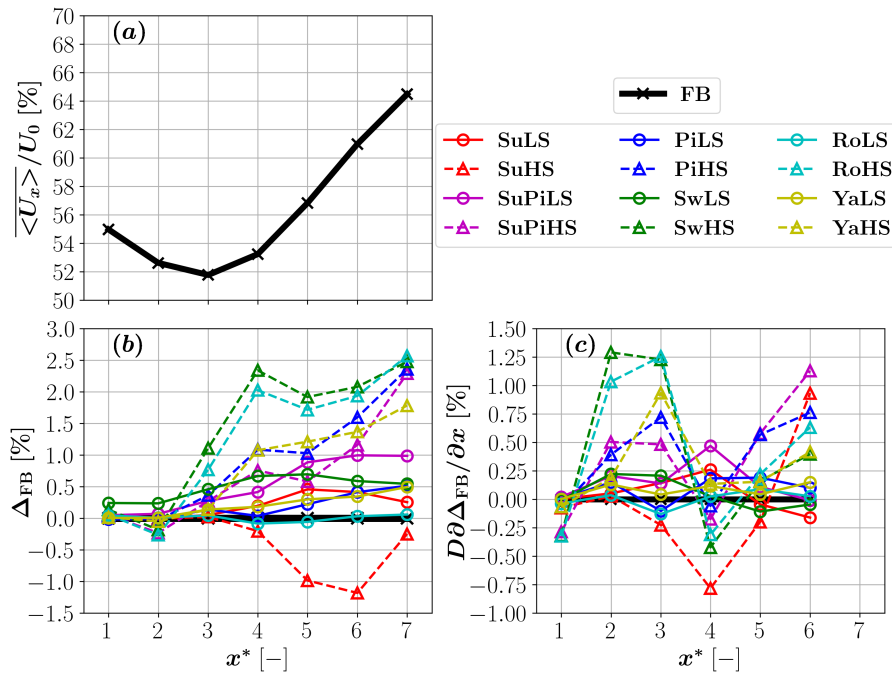 (a)
70
68
66
64
62
60
58
56
54
52
50
<U_x>/U_0 [%]
FB
SuLS
SuHS
SuPiLS
SuPiHS
PiLS
PiHS
SwLS
SwHS
RoLS
RoHS
YaLS
YaHS
(b)
3.0
2.5
2.0
1.5
1.0
0.5
0.0
−0.5
−1.0
−1.5
Δ_FB [%]
1 2 3 4 5 6 7
x* [−]
(c)
1.50
1.25
1.00
0.75
0.50
0.25
0.00
−0.25
−0.50
−0.75
−1.00
D∂Δ_FB/∂x [%]
1 2 3 4 5 6 7
x* [−]